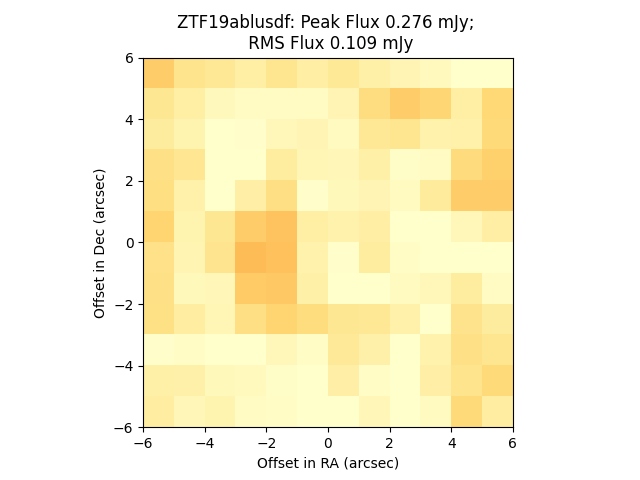 ZTF19ablusdf: Peak Flux 0.276 mJy;
RMS Flux 0.109 mJy
6
4
2
0
−2
−4
−6
Offset in Dec (arcsec)
−6 −4 −2 0 2 4 6
Offset in RA (arcsec)